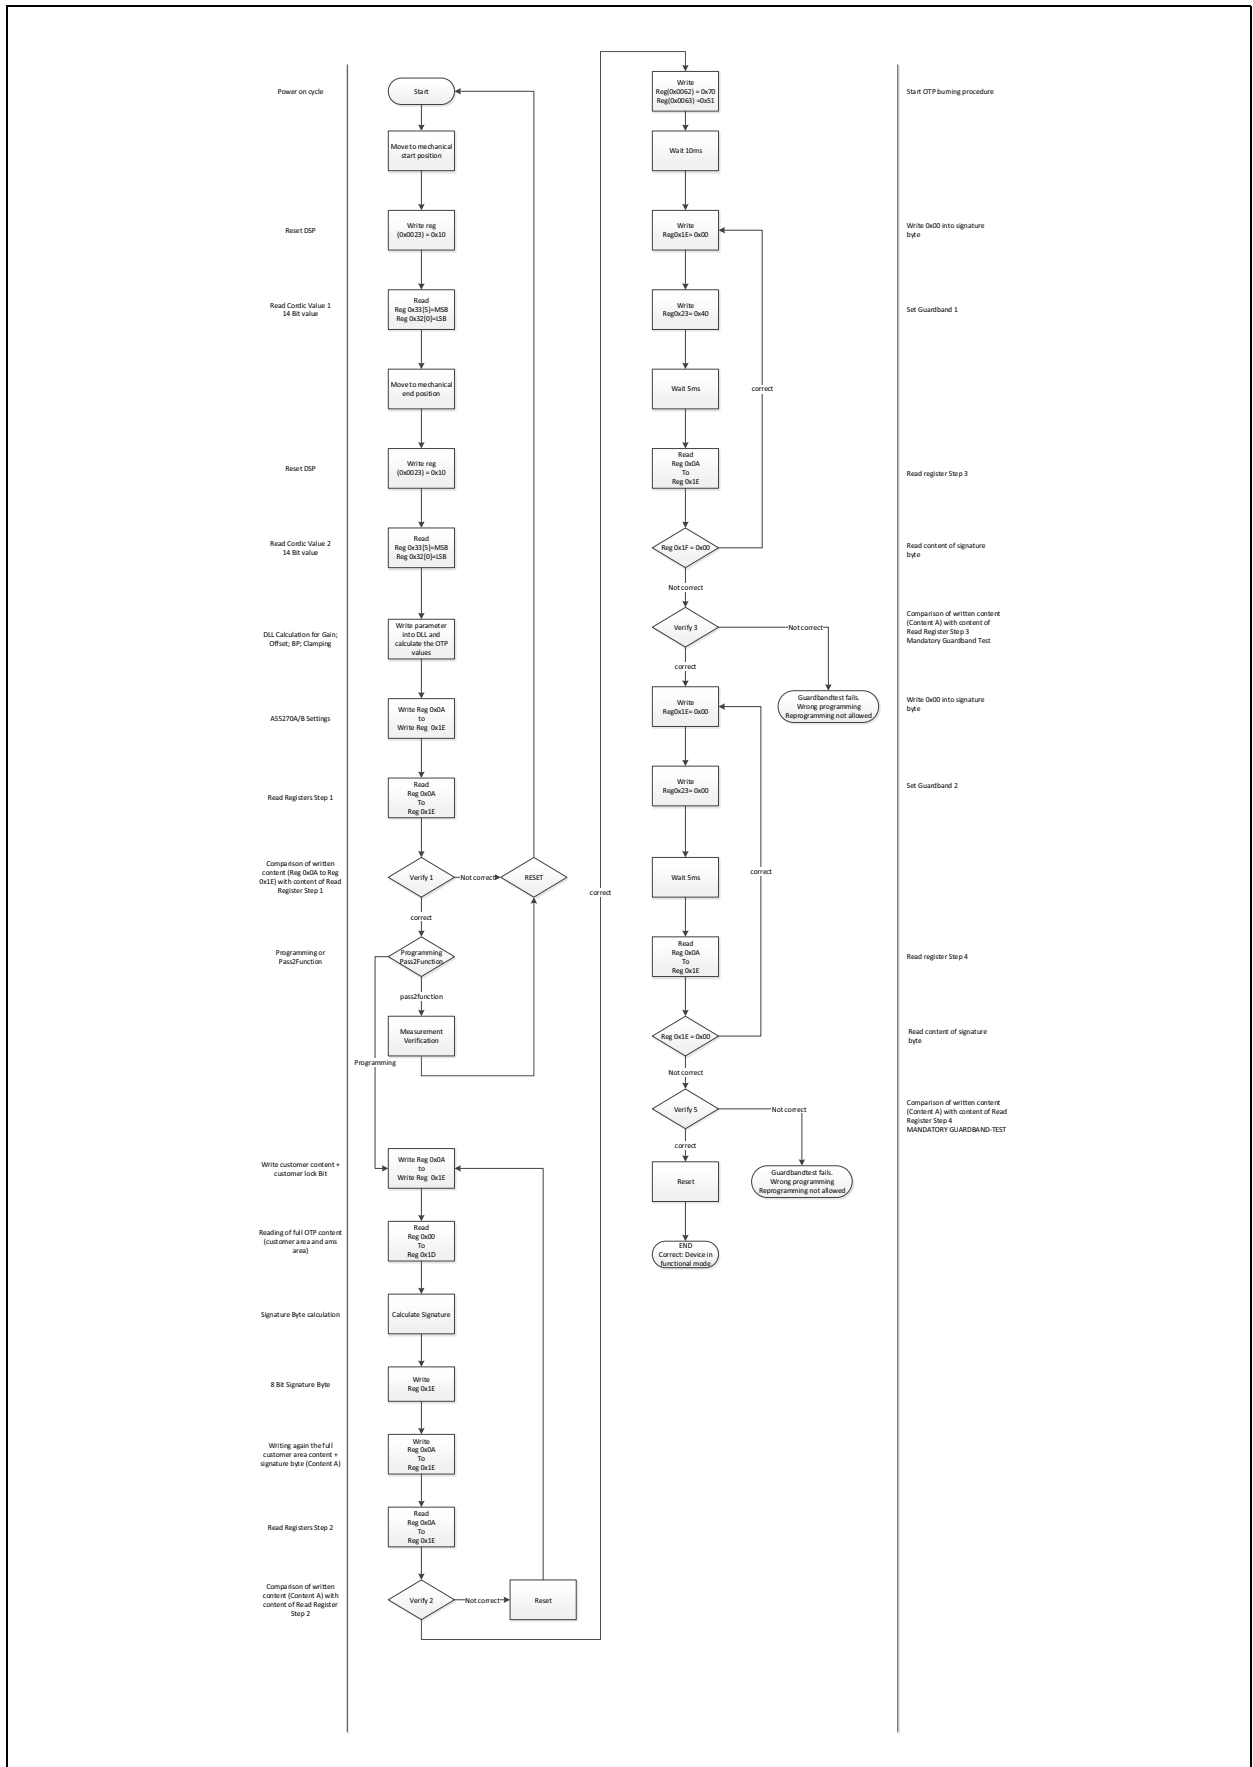 Power on cycle
Start
Move to mechanical
start position
Reset DSP
Write reg
(0x0023) = 0x10
Read Cordic Value 1
14 Bit value
Read
Reg 0x33[5]=MSB
Reg 0x32[0]=LSB
Move to mechanical
end position
Reset DSP
Write reg
(0x0023) = 0x10
Read Cordic Value 2
14 Bit value
Read
Reg 0x33[5]=MSB
Reg 0x32[0]=LSB
DLL Calculation for Gain;
Offset; BP; Clamping
Write parameter
into DLL and
calculate the OTP
values
AS5270A/B Settings
Write Reg 0x0A
to
Write Reg 0x1E
Read Registers Step 1
Read
Reg 0x0A
To
Reg 0x1E
Comparison of written
content (Reg 0x0A to Reg
0x1E) with content of Read
Register Step 1
Verify 1
Not correct
RESET
correct
Programming or
Pass2Function
Programming
Pass2Function
pass2function
Measurement
Verification
Programming
Write customer content +
customer lock Bit
Write Reg 0x0A
to
Write Reg 0x1E
Reading of full OTP content
(customer area and ams
area)
Read
Reg 0x00
To
Reg 0x1D
Signature Byte calculation
Calculate Signature
8 Bit Signature Byte
Write
Reg 0x1E
Writing again the full
customer area content +
signature byte (Content A)
Write
Reg 0x0A
To
Reg 0x1E
Read Registers Step 2
Read
Reg 0x0A
To
Reg 0x1E
Comparison of written
content (Content A) with
content of Read Register
Step 2
Verify 2
Not correct
Reset
correct
Write
Reg(0x0062) = 0x70
Reg(0x0063) =0x51
Start OTP burning procedure
Wait 10ms
Write
Reg0x1E= 0x00
Write 0x00 into signature
byte
Write
Reg0x23= 0x40
Set Guardband 1
Wait 5ms
correct
Read
Reg 0x0A
To
Reg 0x1E
Read register Step 3
Reg 0x1F = 0x00
Read content of signature
byte
Not correct
Verify 3
Not correct
Comparison of written content
(Content A) with content of
Read Register Step 3
Mandatory Guardband Test
correct
Guardbandtest fails.
Wrong programming
Reprogramming not allowed
Write
Reg0x1E= 0x00
Write 0x00 into signature
byte
Write
Reg0x23= 0x00
Set Guardband 2
Wait 5ms
correct
Read
Reg 0x0A
To
Reg 0x1E
Read register Step 4
Reg 0x1E = 0x00
Read content of signature
byte
Not correct
Verify 5
Not correct
Comparison of written content
(Content A) with content of Read
Register Step 4
MANDATORY GUARDBAND-TEST
correct
Guardbandtest fails.
Wrong programming
Reprogramming not allowed
Reset
END
Correct: Device in
functional mode